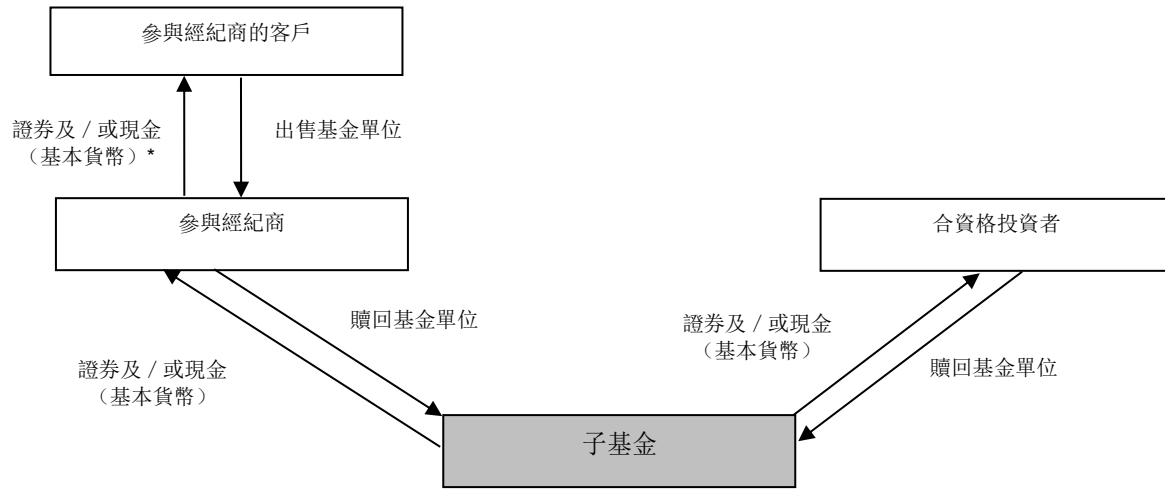 參與經紀商的客戶
證券及 / 或現金
（基本貨幣）*
出售基金單位
參與經紀商
合資格投資者
贖回基金單位
證券及 / 或現金
（基本貨幣）
證券及 / 或現金
（基本貨幣）
贖回基金單位
子基金